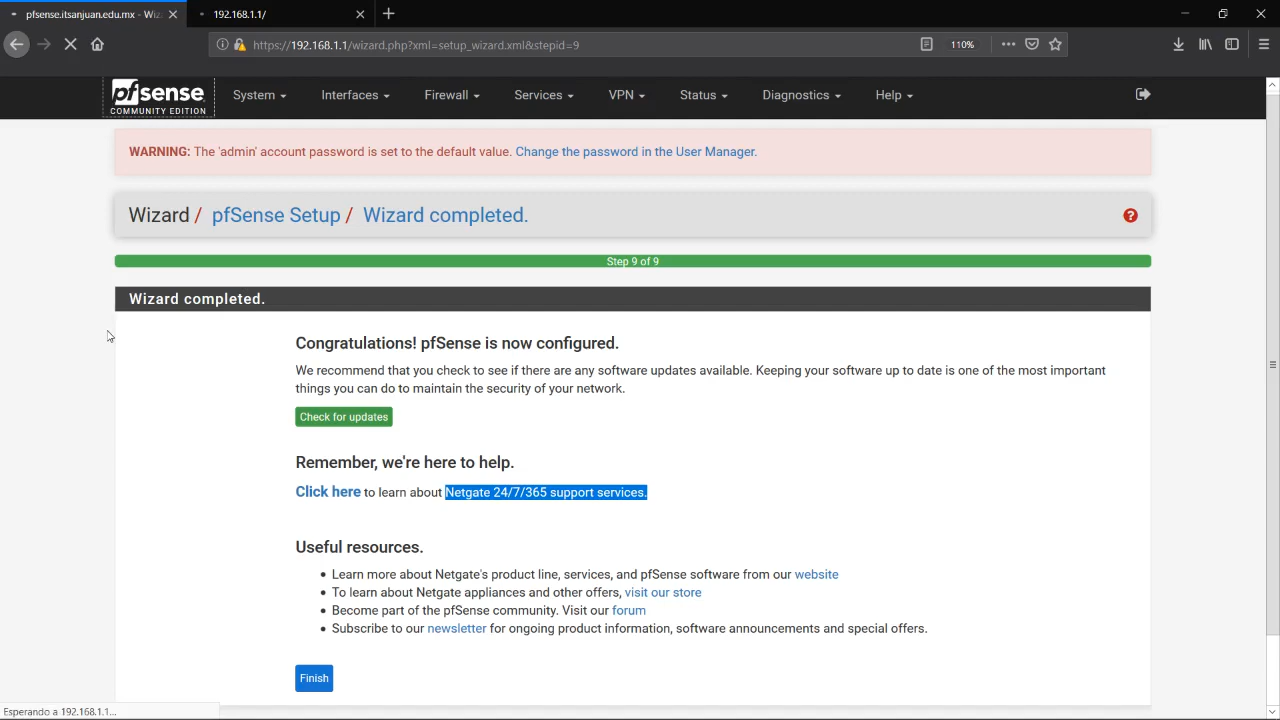 pfsense.itsanjuan.edu.mx - Wiz
192.168.1.1/
https://192.168.1.1/wizard.php?xml=setup_wizard.xml&stepid=9
110%
pfsense
COMMUNITY EDITION
System
Interfaces
Firewall
Services
VPN
Status
Diagnostics
Help
WARNING: The 'admin' account password is set to the default value. Change the password in the User Manager.
Wizard / pfSense Setup / Wizard completed.
Step 9 of 9
Wizard completed.
Congratulations! pfSense is now configured.
We recommend that you check to see if there are any software updates available. Keeping your software up to date is one of the most important
things you can do to maintain the security of your network.
Check for updates
Remember, we're here to help.
Click here to learn about Netgate 24/7/365 support services.
Useful resources.
• Learn more about Netgate's product line, services, and pfSense software from our website
• To learn about Netgate appliances and other offers, visit our store
• Become part of the pfSense community. Visit our forum
• Subscribe to our newsletter for ongoing product information, software announcements and special offers.
Finish
Esperando a 192.168.1.1...